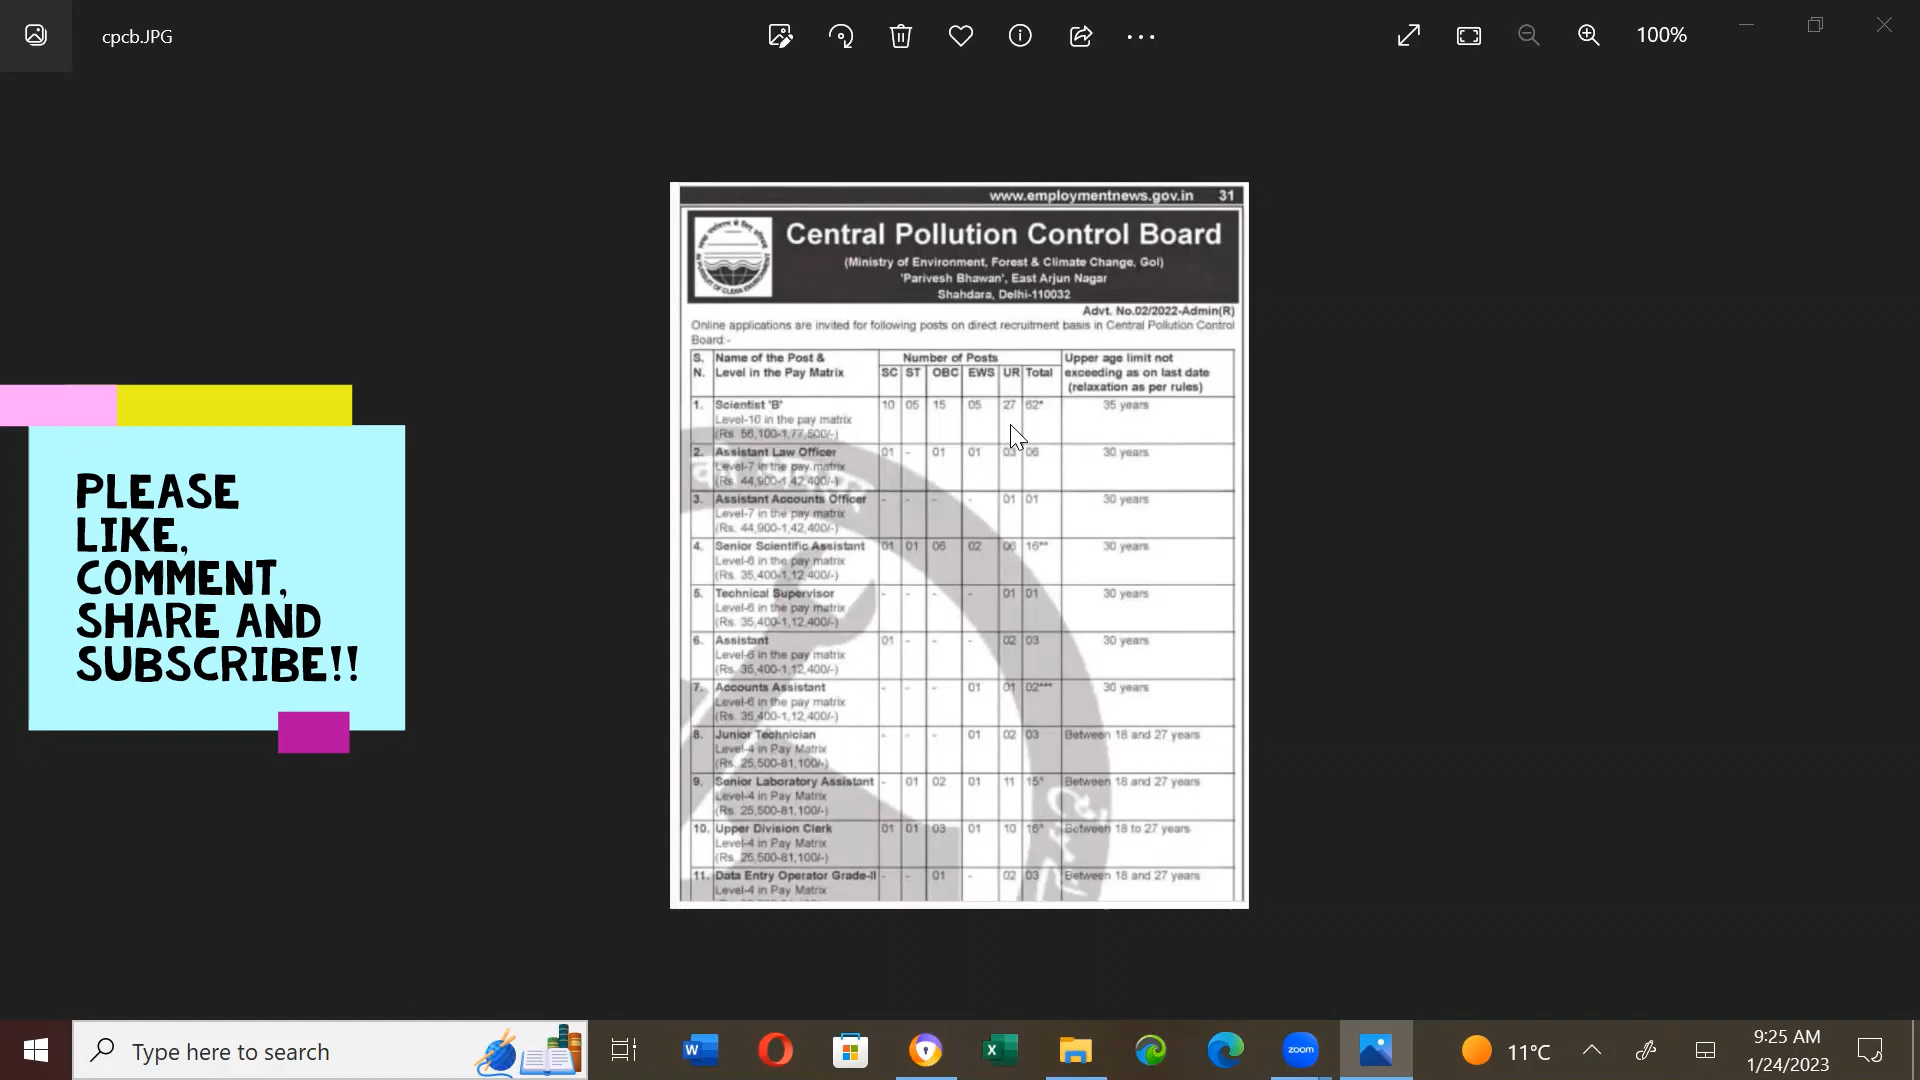 cpcb.JPG
100%
www.employmentnews.gov.in 31
Central Pollution Control Board
(Ministry of Environment, Forest & Climate Change, GoI)
'Parivesh Bhawan', East Arjun Nagar
Shahdara, Delhi-110032
Advt. No.02/2022-Admin(R)
Online applications are invited for following posts on direct recruitment basis in Central Pollution Control
Board:-
S. Name of the Post & Number of Posts Upper age limit not
N. Level in the Pay Matrix SC ST OBC EWS UR Total exceeding as on last date
(relaxation as per rules)
1. Scientist 'B' 10 05 15 05 27 62* 35 years
Level-10 in the pay matrix
(Rs. 56,100-1,77,500/-)
2. Assistant Law Officer 01 - 01 01 03 06 30 years
Level-7 in the pay matrix
(Rs. 44,900-1,42,400/-)
3. Assistant Accounts Officer - - - - 01 01 30 years
Level-7 in the pay matrix
(Rs. 44,900-1,42,400/-)
4. Senior Scientific Assistant 01 01 06 02 06 16** 30 years
Level-6 in the pay matrix
(Rs. 35,400-1,12,400/-)
5. Technical Supervisor - - - - 01 01 30 years
Level-6 in the pay matrix
(Rs. 35,400-1,12,400/-)
6. Assistant 01 - - - 02 03 30 years
Level-6 in the pay matrix
(Rs. 35,400-1,12,400/-)
7. Accounts Assistant - - - 01 01 02*** 30 years
Level-6 in the pay matrix
(Rs. 35,400-1,12,400/-)
8. Junior Technician - - - 01 02 03 Between 18 and 27 years
Level-4 in Pay Matrix
(Rs. 25,500-81,100/-)
9. Senior Laboratory Assistant - 01 02 01 11 15^ Between 18 and 27 years
Level-4 in Pay Matrix
(Rs. 25,500-81,100/-)
10. Upper Division Clerk 01 01 03 01 10 16^ Between 18 to 27 years
Level-4 in Pay Matrix
(Rs. 25,500-81,100/-)
11. Data Entry Operator Grade-II - - 01 - 02 03 Between 18 and 27 years
Level-4 in Pay Matrix
PLEASE
LIKE,
COMMENT,
SHARE AND
SUBSCRIBE!!
Type here to search
W
X
zoom
11°C
9:25 AM
1/24/2023